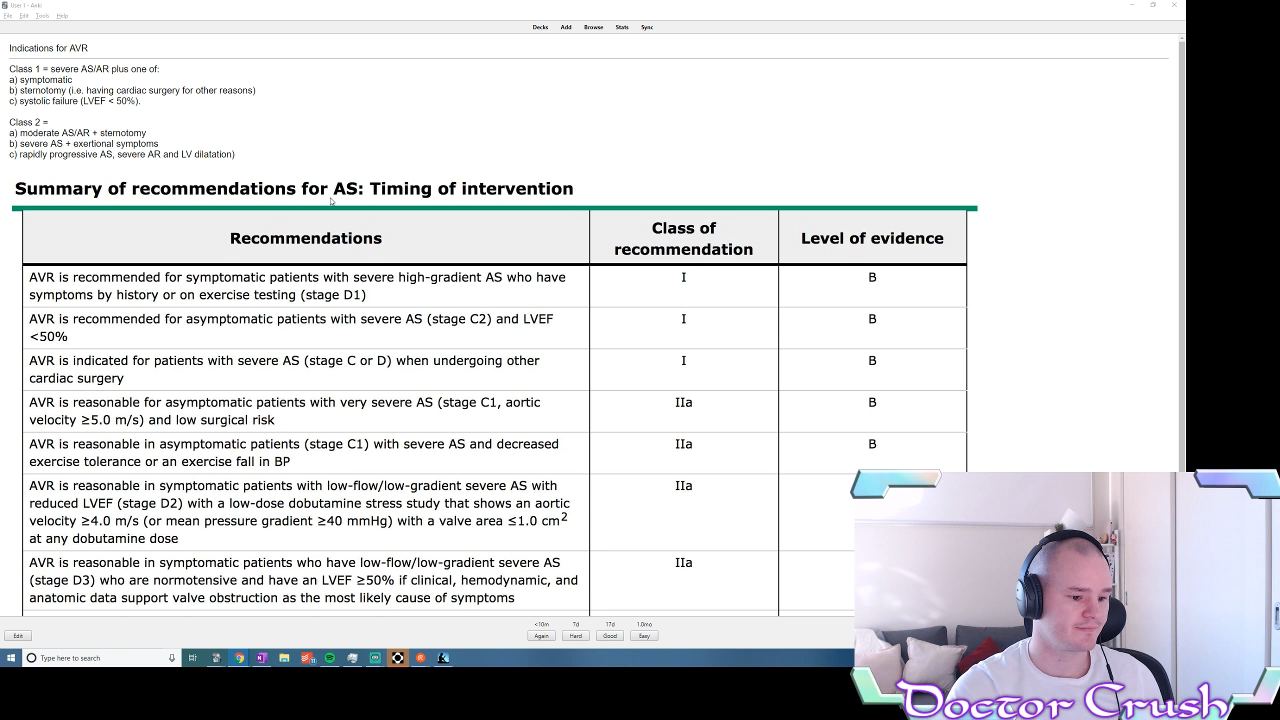 User 1 - Anki
File Edit Tools Help
Decks Add Browse Stats Sync
Indications for AVR
Class 1 = severe AS/AR plus one of:
a) symptomatic
b) sternotomy (i.e. having cardiac surgery for other reasons)
c) systolic failure (LVEF < 50%).
Class 2 =
a) moderate AS/AR + sternotomy
b) severe AS + exertional symptoms
c) rapidly progressive AS, severe AR and LV dilatation)
Summary of recommendations for AS: Timing of intervention
Recommendations Class of recommendation Level of evidence
AVR is recommended for symptomatic patients with severe high-gradient AS who have I B
symptoms by history or on exercise testing (stage D1)
AVR is recommended for asymptomatic patients with severe AS (stage C2) and LVEF I B
<50%
AVR is indicated for patients with severe AS (stage C or D) when undergoing other I B
cardiac surgery
AVR is reasonable for asymptomatic patients with very severe AS (stage C1, aortic IIa B
velocity ≥5.0 m/s) and low surgical risk
AVR is reasonable in asymptomatic patients (stage C1) with severe AS and decreased IIa B
exercise tolerance or an exercise fall in BP
AVR is reasonable in symptomatic patients with low-flow/low-gradient severe AS with IIa
reduced LVEF (stage D2) with a low-dose dobutamine stress study that shows an aortic
velocity ≥4.0 m/s (or mean pressure gradient ≥40 mmHg) with a valve area ≤1.0 cm2
at any dobutamine dose
AVR is reasonable in symptomatic patients who have low-flow/low-gradient severe AS IIa
(stage D3) who are normotensive and have an LVEF ≥50% if clinical, hemodynamic, and
anatomic data support valve obstruction as the most likely cause of symptoms
<10m 7d 17d 1.0mo
Edit Again Hard Good Easy
Type here to search
Doctor Crush